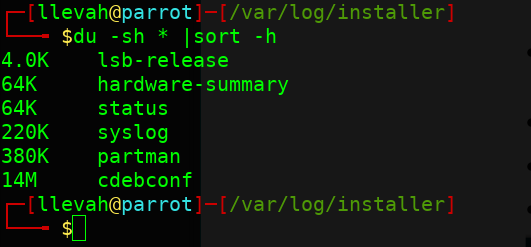 ┌─[llevah@parrot]─[/var/log/installer]
└──╼ $du -sh * |sort -h
4.0K    lsb-release
64K     hardware-summary
64K     status
220K    syslog
380K    partman
14M     cdebconf
┌─[llevah@parrot]─[/var/log/installer]
└──╼ $